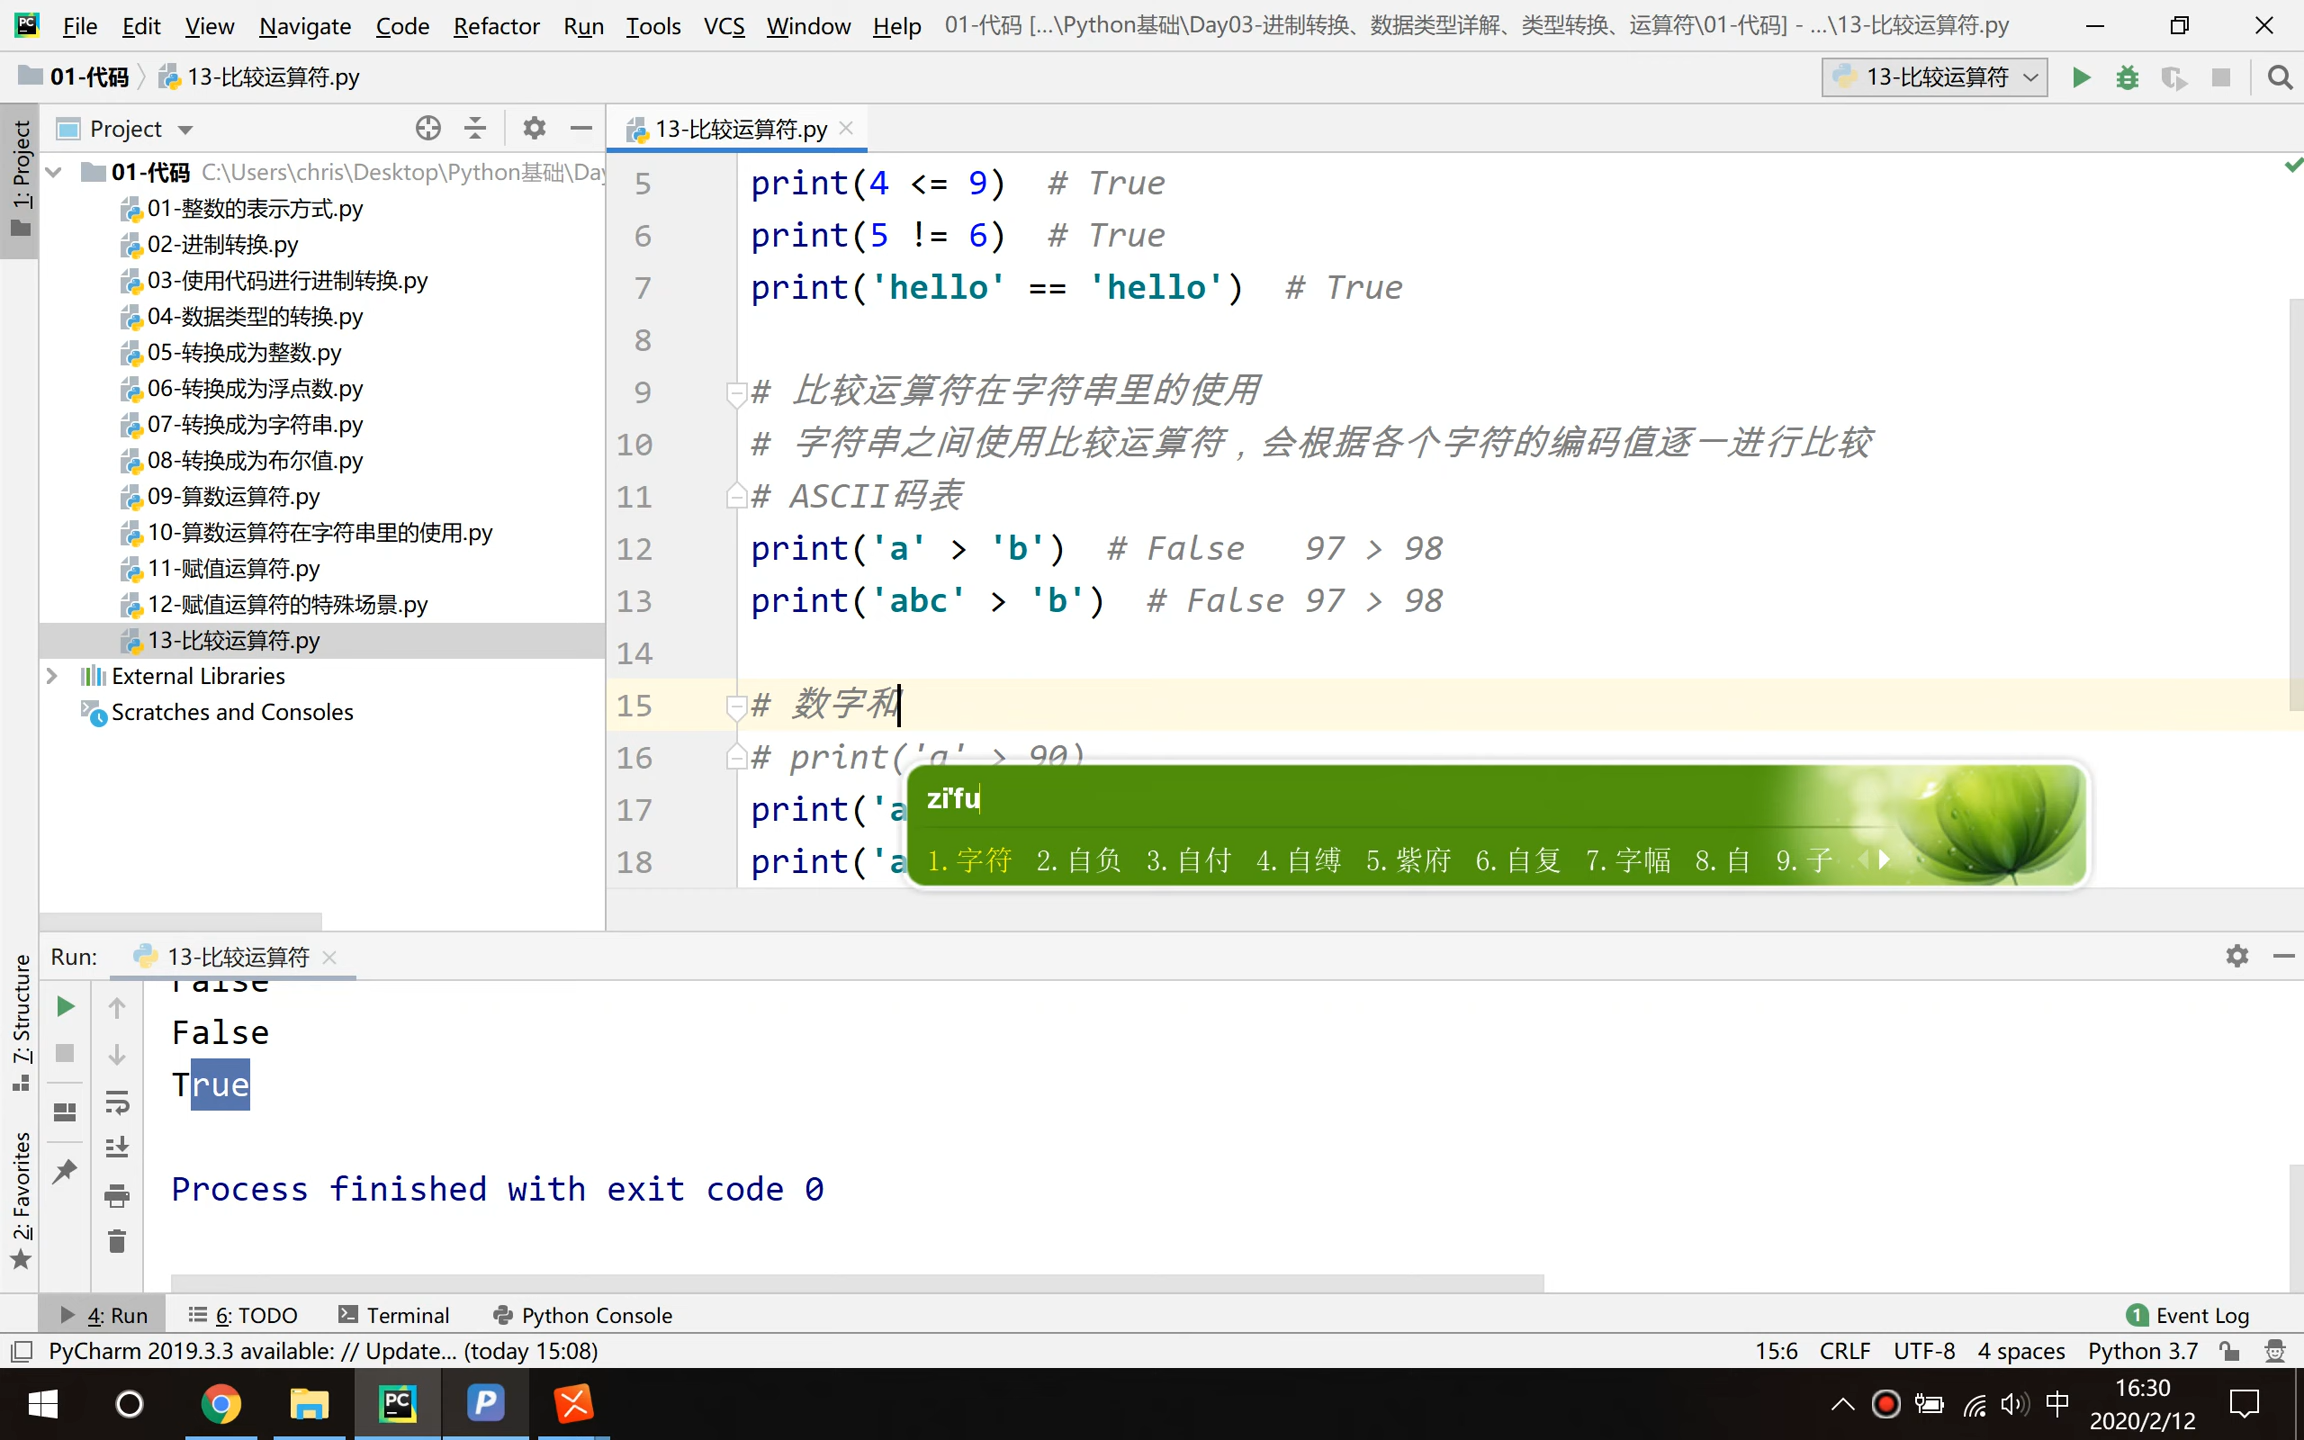 File Edit View Navigate Code Refactor Run Tools VCS Window Help 01-代码 [...\Python基础\Day03-进制转换、数据类型详解、类型转换、运算符\01-代码] - ...\13-比较运算符.py
01-代码 13-比较运算符.py 13-比较运算符
1: Project
Project
13-比较运算符.py
01-代码 C:\Users\chris\Desktop\Python基础\Day
01-整数的表示方式.py
02-进制转换.py
03-使用代码进行进制转换.py
04-数据类型的转换.py
05-转换成为整数.py
06-转换成为浮点数.py
07-转换成为字符串.py
08-转换成为布尔值.py
09-算数运算符.py
10-算数运算符在字符串里的使用.py
11-赋值运算符.py
12-赋值运算符的特殊场景.py
13-比较运算符.py
External Libraries
Scratches and Consoles
5 print(4 <= 9)  # True
6 print(5 != 6)  # True
7 print('hello' == 'hello')  # True
8
9 # 比较运算符在字符串里的使用
10 # 字符串之间使用比较运算符，会根据各个字符的编码值逐一进行比较
11 # ASCII码表
12 print('a' > 'b')  # False   97 > 98
13 print('abc' > 'b')  # False 97 > 98
14
15 # 数字和
16 # print('a' > 90)
17 print('a
18 print('a
zi'fu
1.字符 2.自负 3.自付 4.自缚 5.紫府 6.自复 7.字幅 8.自 9.子
Run: 13-比较运算符
False
False
True
Process finished with exit code 0
7: Structure
2: Favorites
4: Run 6: TODO Terminal Python Console 1 Event Log
PyCharm 2019.3.3 available: // Update... (today 15:08) 15:6 CRLF UTF-8 4 spaces Python 3.7
中 16:30
2020/2/12